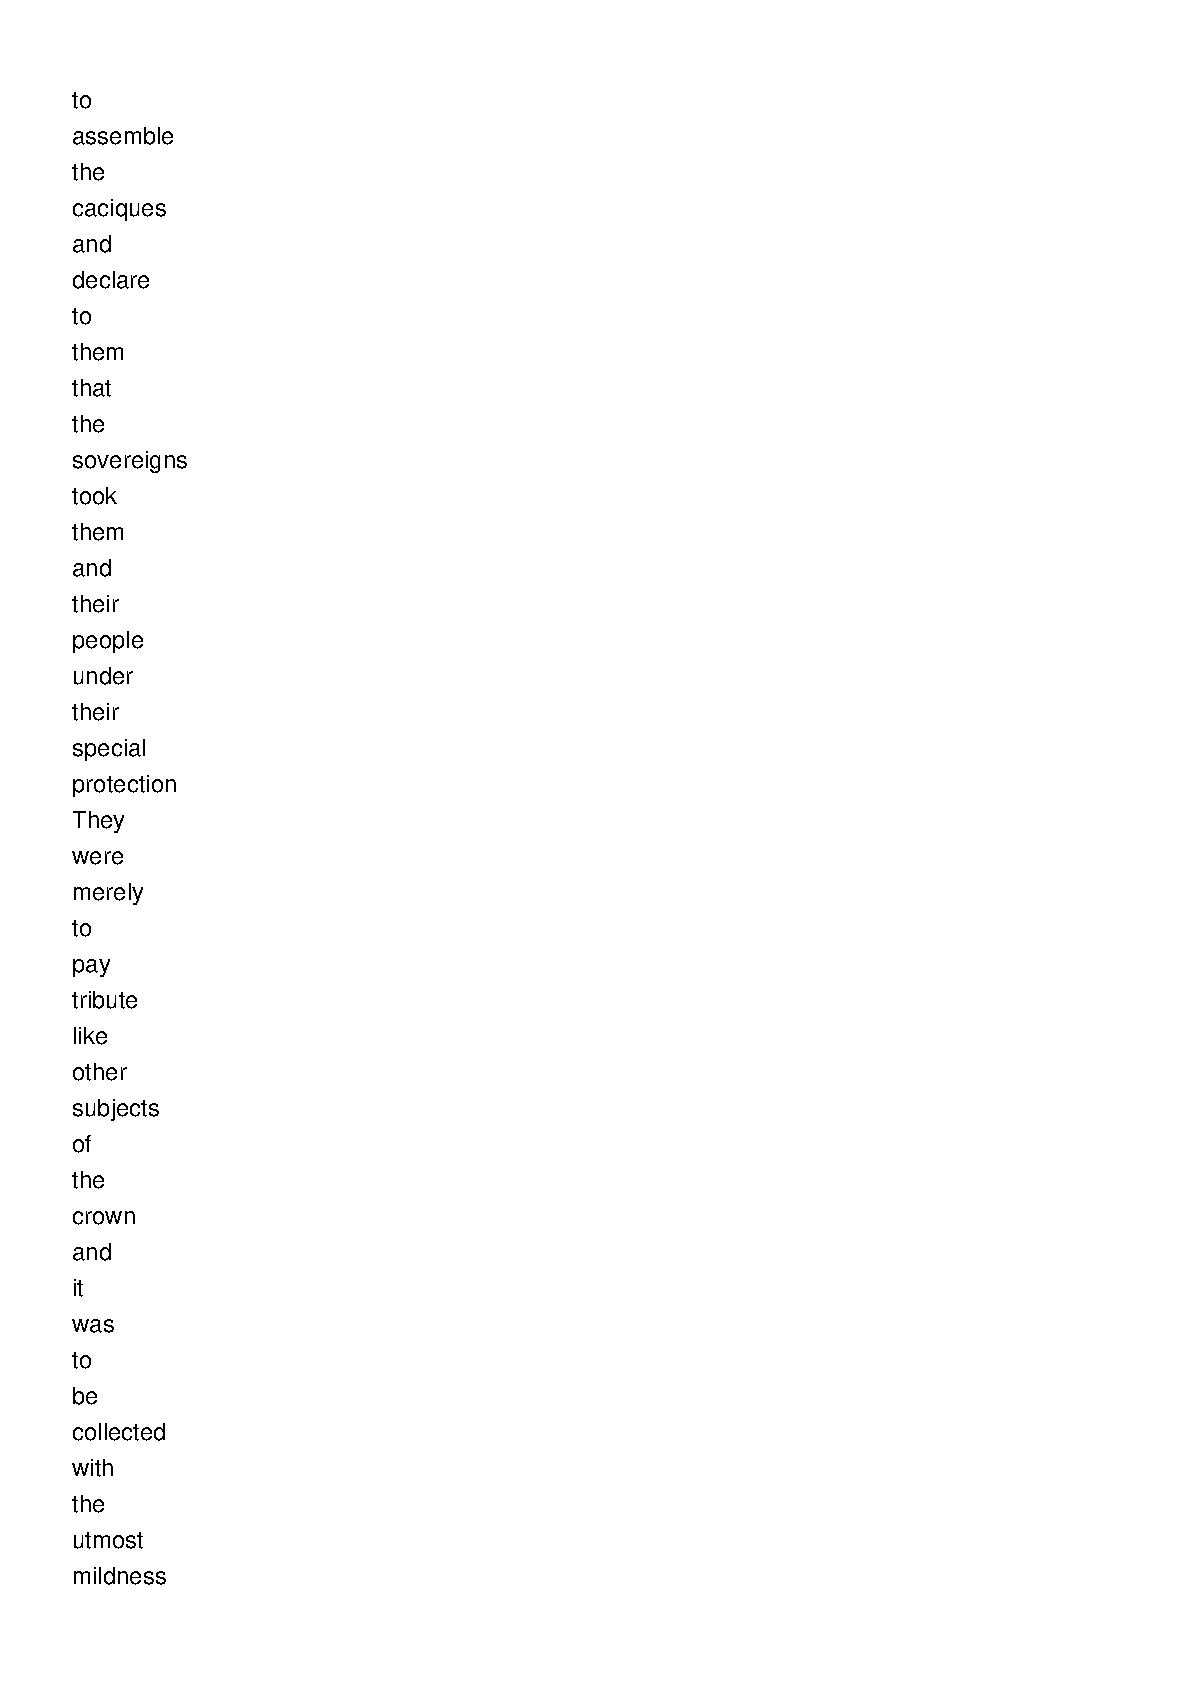 to
assemble
the
caciques
and
declare
to
them
that
the
sovereigns
took
them
and
their
people
under
their
special
protection
They
were
merely
to
pay
tribute
like
other
subjects
of
the
crown
and
it
was
to
be
collected
with
the
utmost
mildness